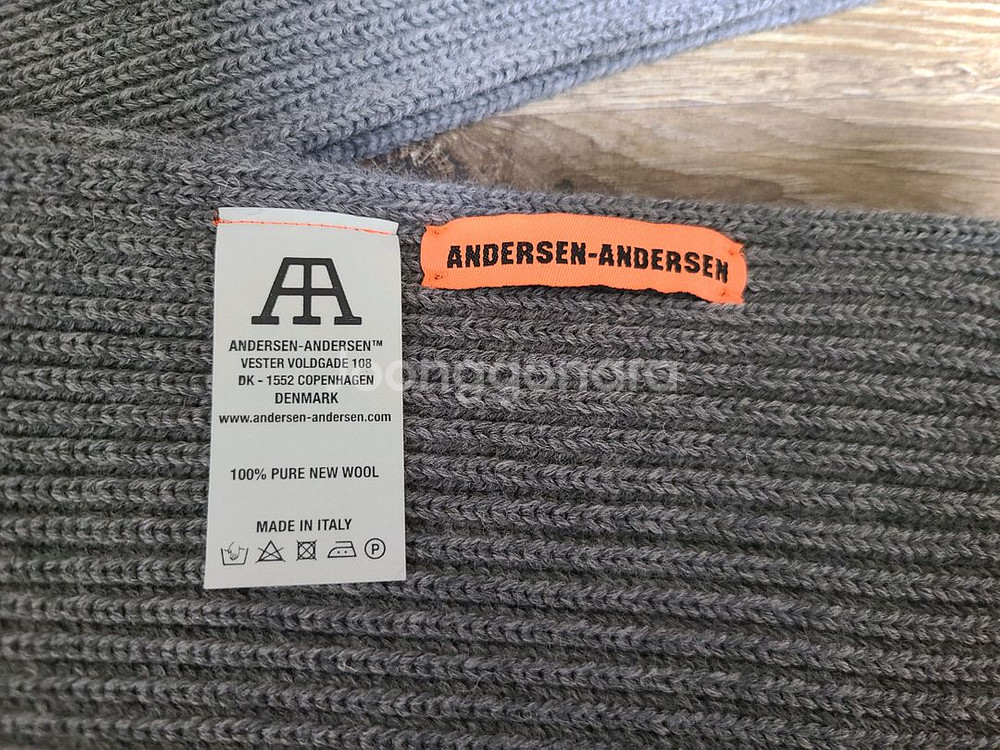 ANDERSEN-ANDERSEN
ANDERSEN-ANDERSEN™
VESTER VOLDGADE 108
DK - 1552 COPENHAGEN
DENMARK
www.andersen-andersen.com
100% PURE NEW WOOL
MADE IN ITALY
P